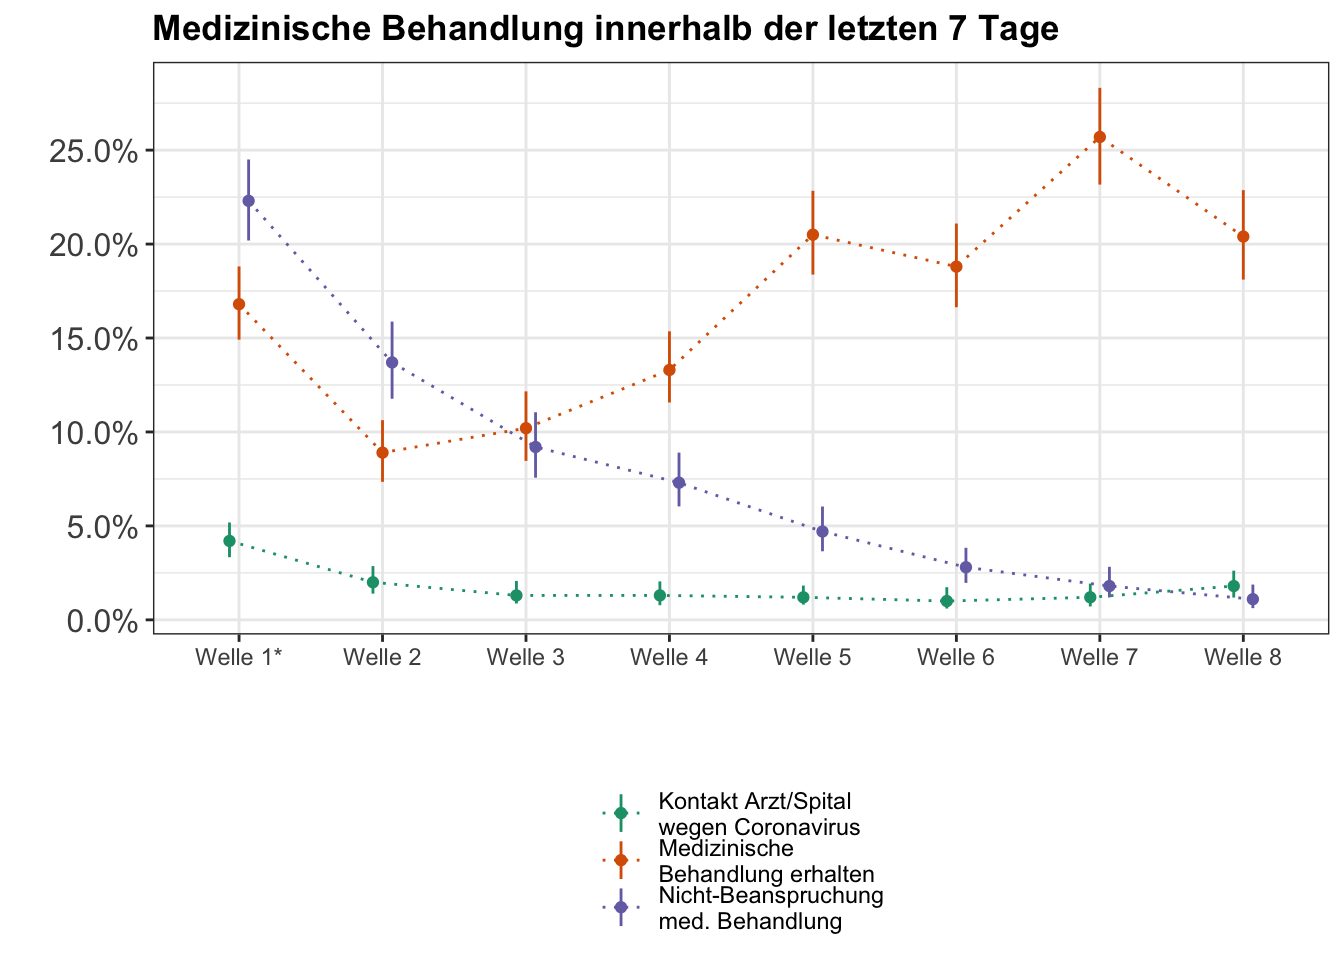 Medizinische Behandlung innerhalb der letzten 7 Tage
25.0%
20.0%
15.0%
10.0%
5.0%
0.0%
Welle 1* Welle 2 Welle 3 Welle 4 Welle 5 Welle 6 Welle 7 Welle 8
Kontakt Arzt/Spital
wegen Coronavirus
Medizinische
Behandlung erhalten
Nicht-Beanspruchung
med. Behandlung